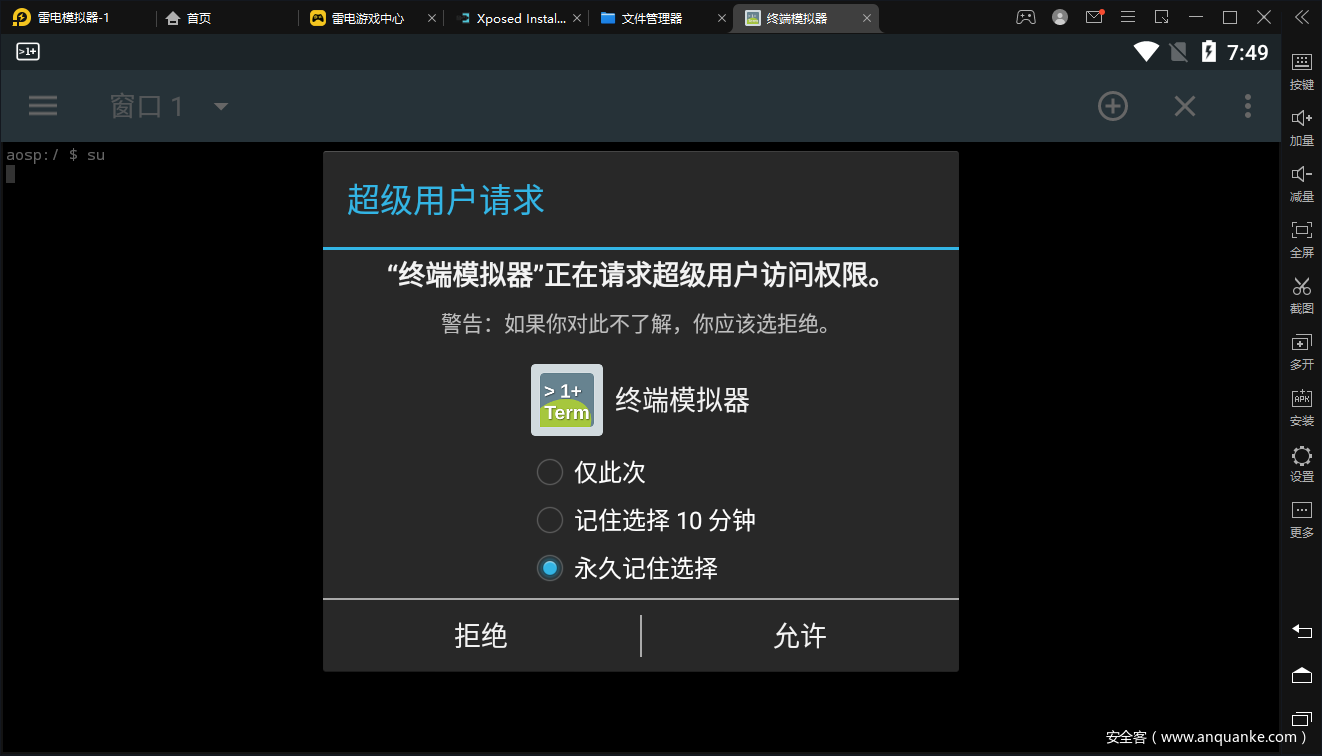 雷电模拟器-1
首页
雷电游戏中心
Xposed Instal...
文件管理器
终端模拟器
>1+
7:49
窗口 1
aosp:/ $ su
超级用户请求
“终端模拟器”正在请求超级用户访问权限。
警告：如果你对此不了解，你应该选拒绝。
> 1+
Term
终端模拟器
仅此次
记住选择 10 分钟
永久记住选择
拒绝
允许
按键
加量
减量
全屏
截图
多开
APK
安装
设置
更多
安全客（www.anquanke.com）